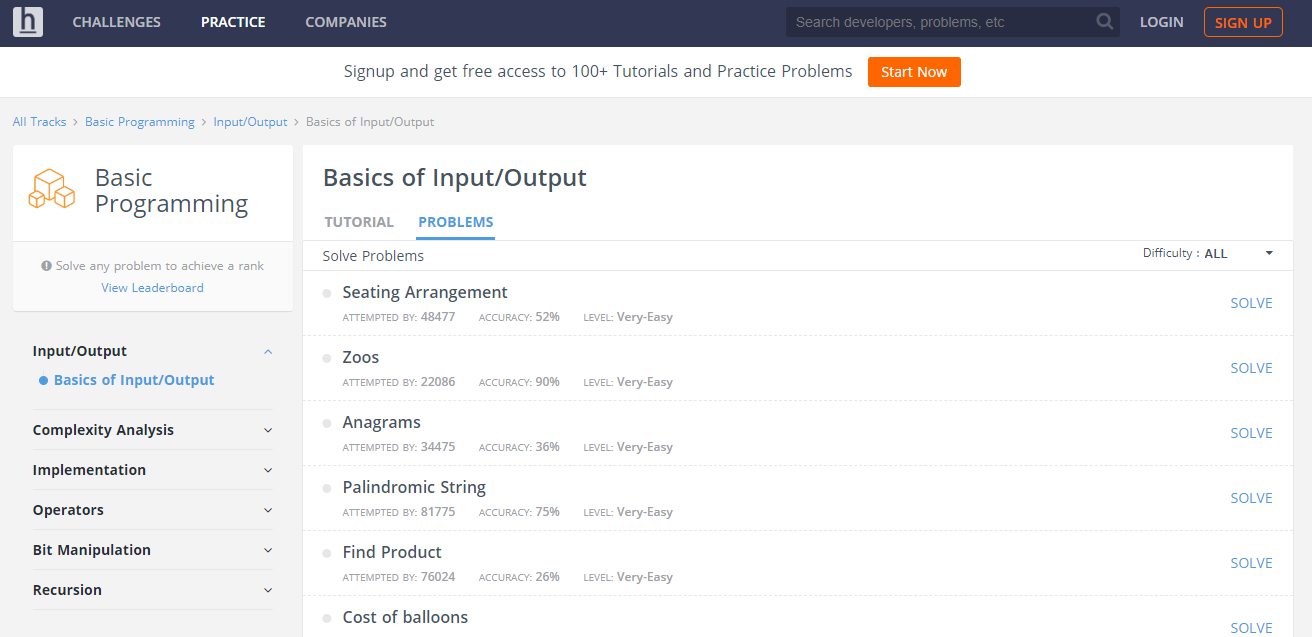 h CHALLENGES PRACTICE COMPANIES Search developers, problems, etc LOGIN SIGN UP
Signup and get free access to 100+ Tutorials and Practice Problems Start Now
All Tracks > Basic Programming > Input/Output > Basics of Input/Output
Basic
Programming
Solve any problem to achieve a rank
View Leaderboard
Input/Output
Basics of Input/Output
Complexity Analysis
Implementation
Operators
Bit Manipulation
Recursion
Basics of Input/Output
TUTORIAL PROBLEMS
Solve Problems Difficulty : ALL
Seating Arrangement
ATTEMPTED BY: 48477 ACCURACY: 52% LEVEL: Very-Easy
SOLVE
Zoos
ATTEMPTED BY: 22086 ACCURACY: 90% LEVEL: Very-Easy
SOLVE
Anagrams
ATTEMPTED BY: 34475 ACCURACY: 36% LEVEL: Very-Easy
SOLVE
Palindromic String
ATTEMPTED BY: 81775 ACCURACY: 75% LEVEL: Very-Easy
SOLVE
Find Product
ATTEMPTED BY: 76024 ACCURACY: 26% LEVEL: Very-Easy
SOLVE
Cost of balloons
SOLVE